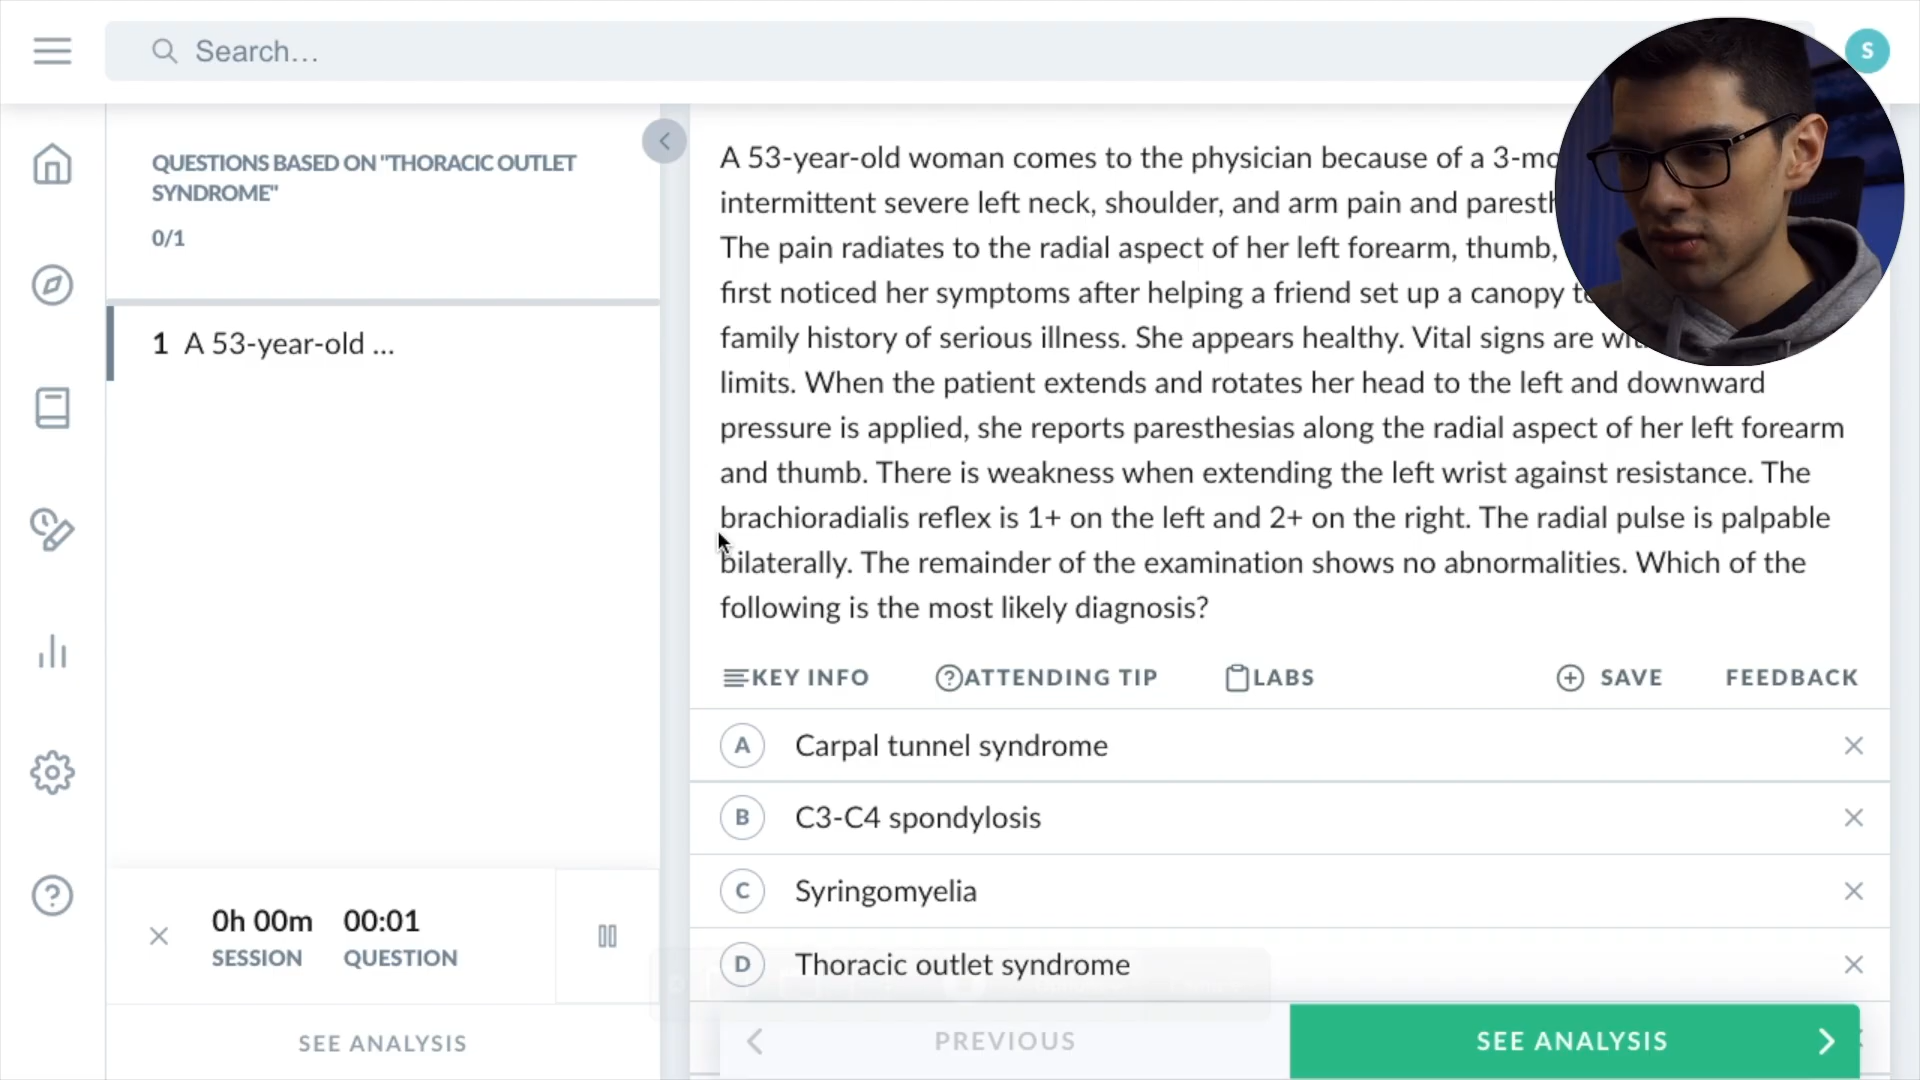 Search...
S
QUESTIONS BASED ON "THORACIC OUTLET
SYNDROME"
0/1
1 A 53-year-old ...
0h 00m 00:01
SESSION QUESTION
SEE ANALYSIS
A 53-year-old woman comes to the physician because of a
intermittent severe left neck, shoulder, and arm pain and
The pain radiates to the radial aspect of her left forearm, thumb,
first noticed her symptoms after helping a friend set up a canopy
family history of serious illness. She appears healthy. Vital signs are
limits. When the patient extends and rotates her head to the left and downward
pressure is applied, she reports paresthesias along the radial aspect of her left forearm
and thumb. There is weakness when extending the left wrist against resistance. The
brachioradialis reflex is 1+ on the left and 2+ on the right. The radial pulse is palpable
bilaterally. The remainder of the examination shows no abnormalities. Which of the
following is the most likely diagnosis?
KEY INFO ATTENDING TIP LABS SAVE FEEDBACK
A Carpal tunnel syndrome
B C3-C4 spondylosis
C Syringomyelia
D Thoracic outlet syndrome
PREVIOUS SEE ANALYSIS